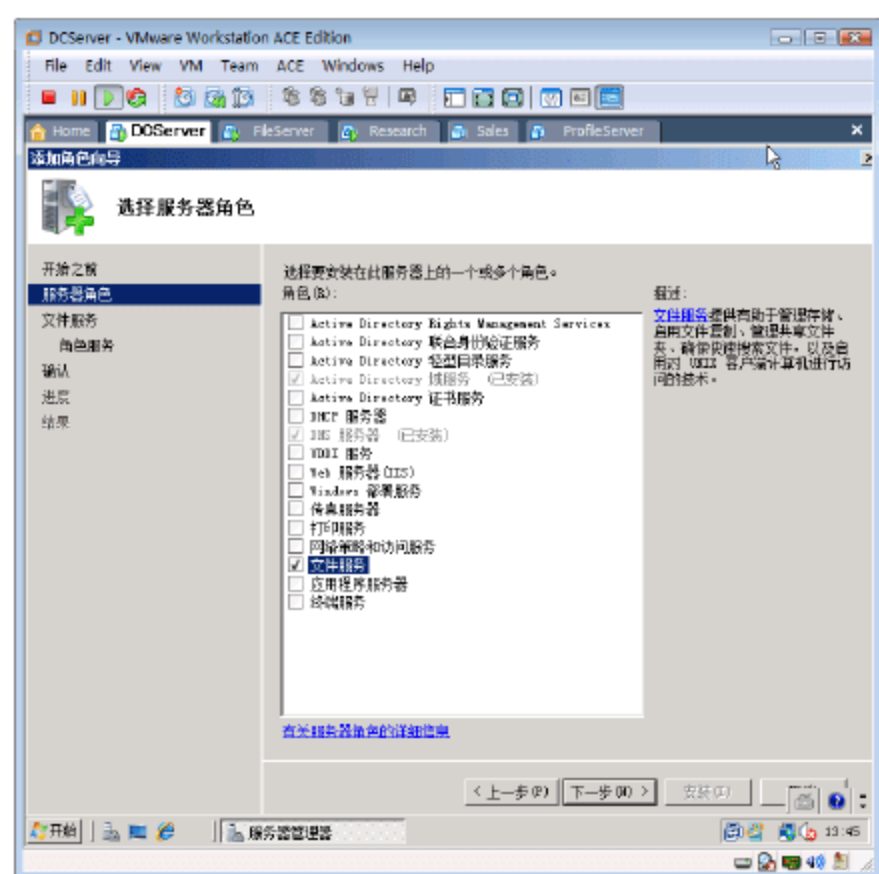 DCServer - VMware Workstation ACE Edition
File Edit View VM Team ACE Windows Help
Home DCServer FileServer Research Sales ProfileServer
添加角色向导
选择服务器角色
开始之前
服务器角色
文件服务
角色服务
确认
进度
结果
选择要安装在此服务器上的一个或多个角色。
角色(R):
Active Directory Rights Management Services
Active Directory 联合身份验证服务
Active Directory 轻型目录服务
Active Directory 域服务 (已安装)
Active Directory 证书服务
DHCP 服务器
DNS 服务器 (已安装)
UDDI 服务
Web 服务器(IIS)
Windows 部署服务
传真服务器
打印服务
网络策略和访问服务
文件服务
应用程序服务器
终端服务
有关服务器角色的详细信息
描述:
文件服务提供有助于管理存储、
启用文件复制、管理共享文件
夹、确保快速搜索文件，以及启
用对 UNIX 客户端计算机进行访
问的技术。
< 上一步(P) 下一步(N) > 安装(I)
开始 服务器管理器 13:45